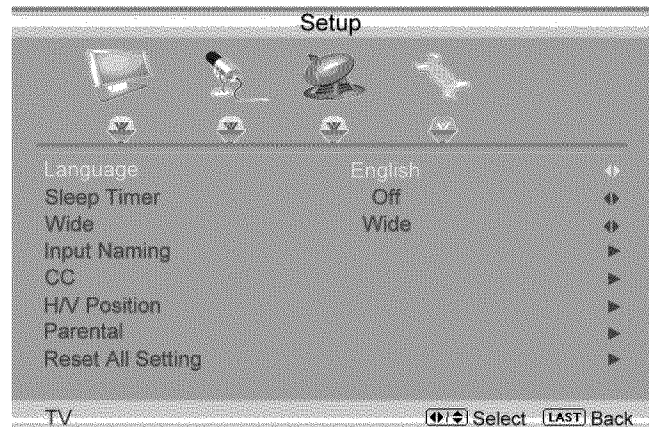 Setup
Language English
Sleep Timer Off
Wide Wide
Input Naming
CC
H/V Position
Parental
Reset All Setting
TV Select LAST Back